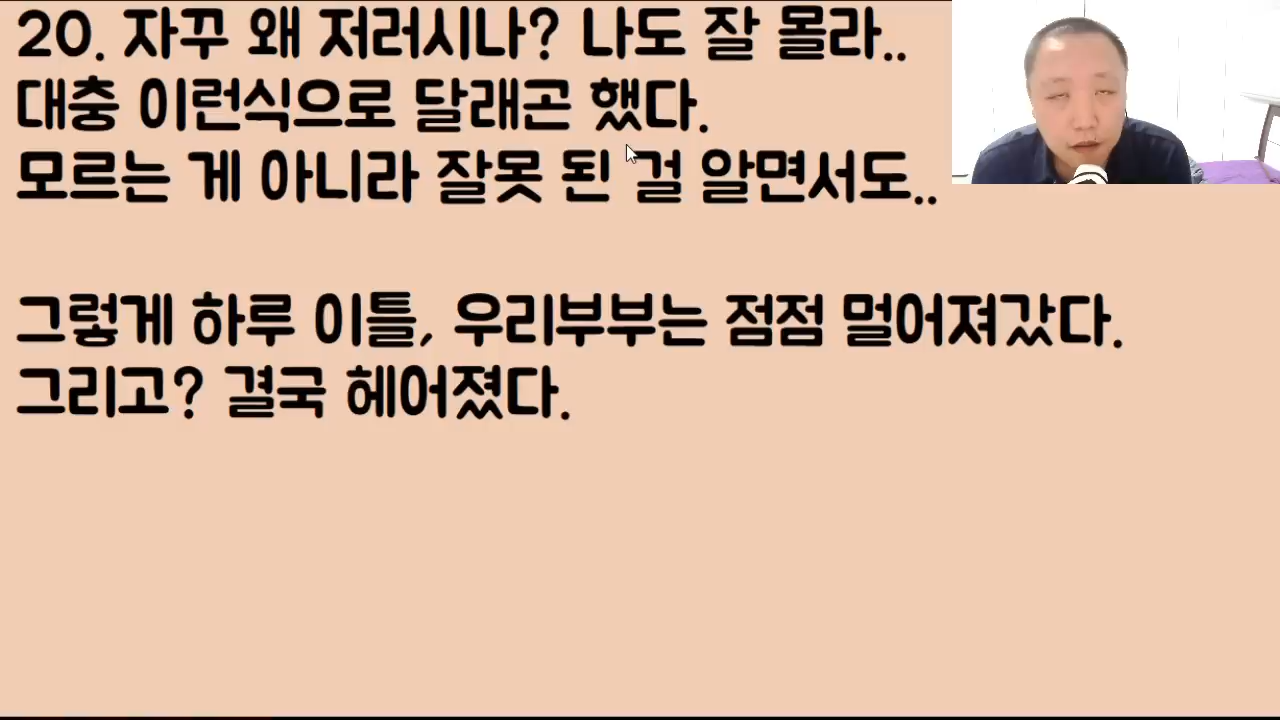 20. 자꾸 왜 저러시나? 나도 잘 몰라..
대충 이런식으로 달래곤 했다.
모르는 게 아니라 잘못 된 걸 알면서도..
그렇게 하루 이틀, 우리부부는 점점 멀어져갔다.
그리고? 결국 헤어졌다.